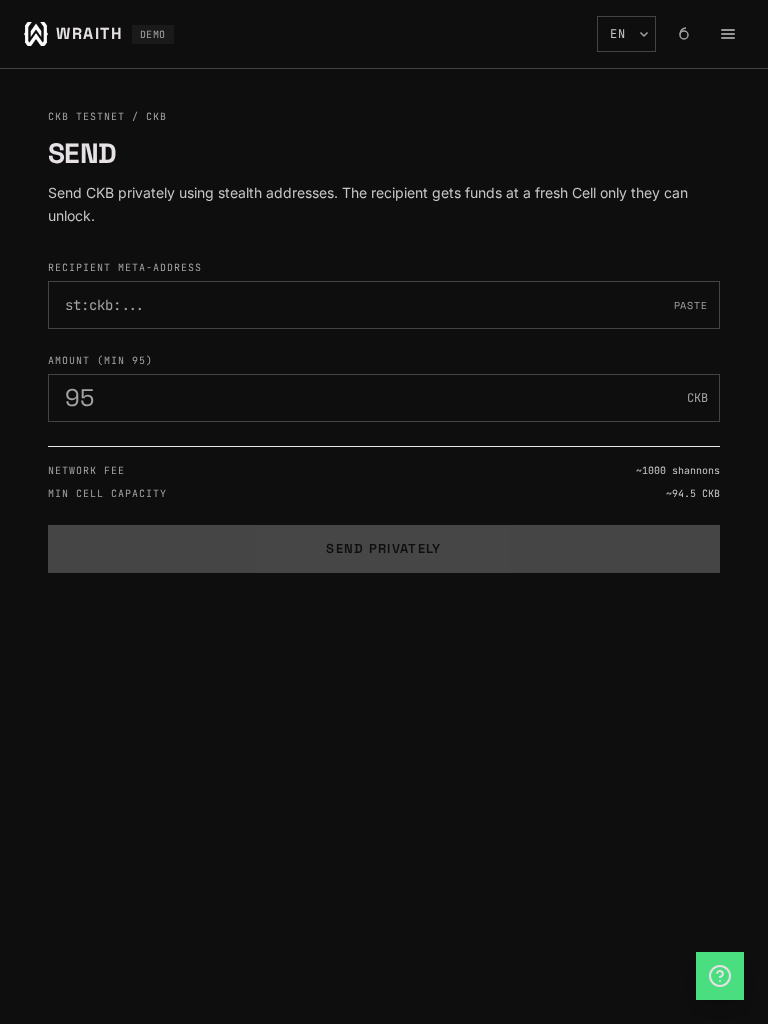 WRAITH DEMO EN
CKB TESTNET / CKB
SEND
Send CKB privately using stealth addresses. The recipient gets funds at a fresh Cell only they can
unlock.
RECIPIENT META-ADDRESS
st:ckb:... PASTE
AMOUNT (MIN 95)
95 CKB
NETWORK FEE ~1000 shannons
MIN CELL CAPACITY ~94.5 CKB
SEND PRIVATELY